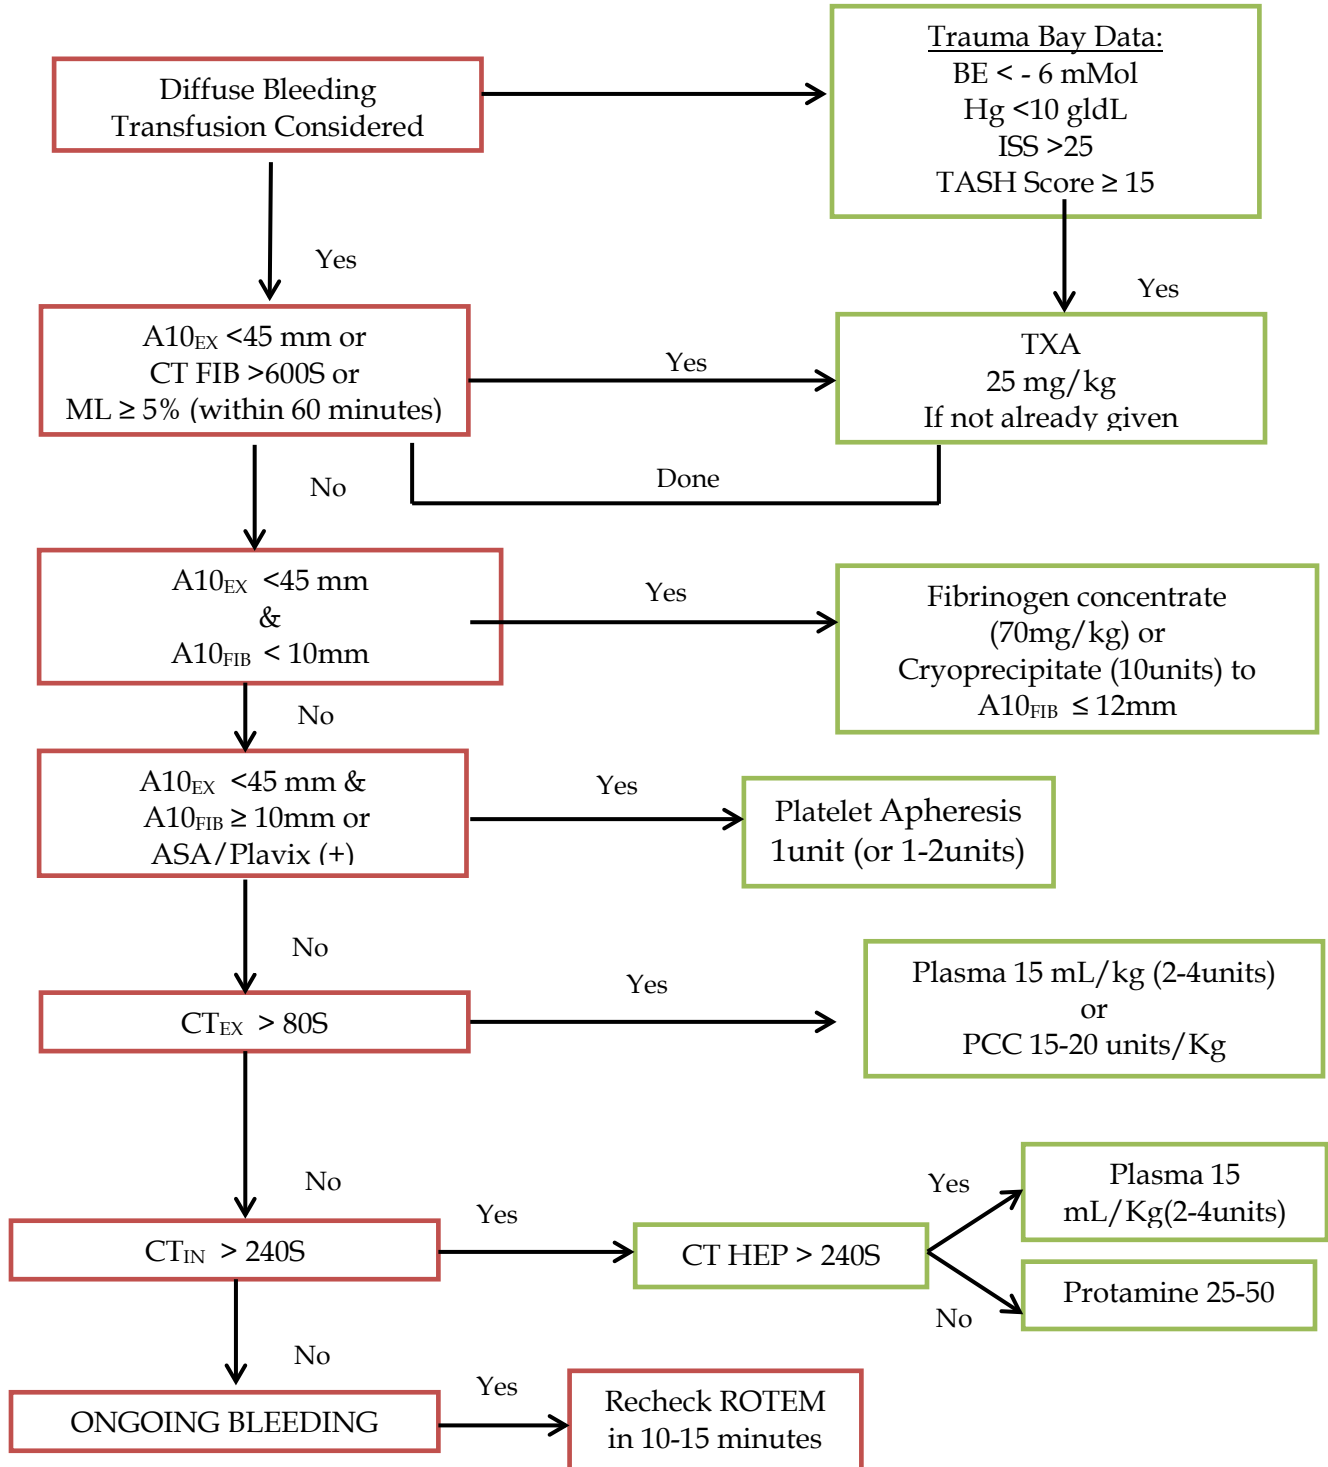 Diffuse Bleeding
Transfusion Considered
Trauma Bay Data:
BE < - 6 mMol
Hg <10 gldL
ISS >25
TASH Score ≥ 15
Yes
Yes
A10EX <45 mm or
CT FIB >600S or
ML ≥ 5% (within 60 minutes)
Yes
TXA
25 mg/kg
If not already given
No
Done
A10EX <45 mm
&
A10FIB < 10mm
Yes
Fibrinogen concentrate
(70mg/kg) or
Cryoprecipitate (10units) to
A10FIB ≤ 12mm
No
A10EX <45 mm &
A10FIB ≥ 10mm or
ASA/Plavix (+)
Yes
Platelet Apheresis
1unit (or 1-2units)
No
CTEX > 80S
Yes
Plasma 15 mL/kg (2-4units)
or
PCC 15-20 units/Kg
No
CTIN > 240S
Yes
CT HEP > 240S
Yes
Plasma 15
mL/Kg(2-4units)
No
Protamine 25-50
No
ONGOING BLEEDING
Yes
Recheck ROTEM
in 10-15 minutes